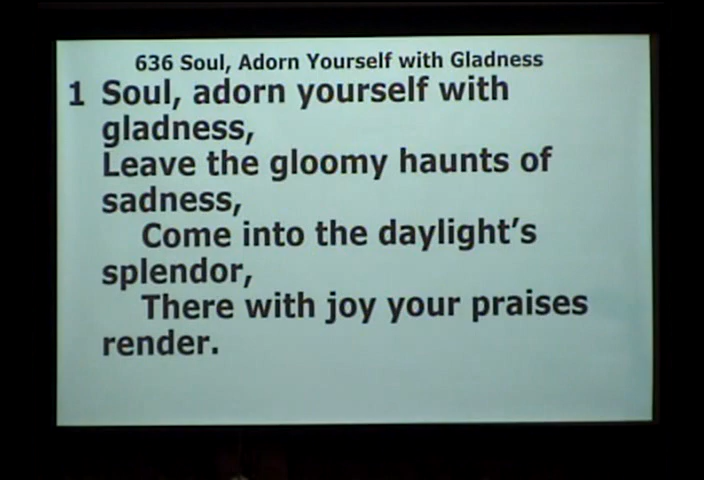 636 Soul, Adorn Yourself with Gladness
1 Soul, adorn yourself with
gladness,
Leave the gloomy haunts of
sadness,
Come into the daylight's
splendor,
There with joy your praises
render.